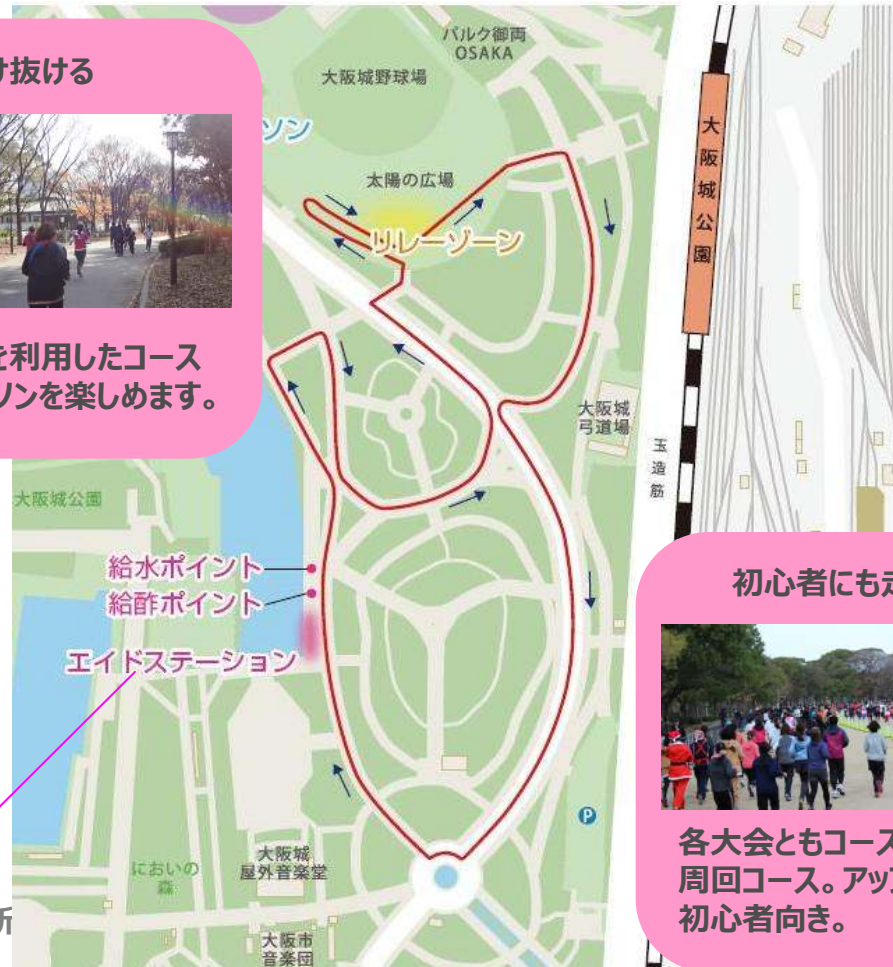 け抜ける
を利用したコース
ソンを楽しめます。
ソン
パルク御両
OSAKA
大阪城野球場
太陽の広場
リレーゾーン
大阪城公園
大阪城
弓道場
玉造筋
大阪城公園
給水ポイント
給酢ポイント
エイドステーション
初心者にも走
各大会ともコース
周回コース。アップ
初心者向き。
P
大阪城
屋外音楽堂
においの
森
所
大阪市
音楽団